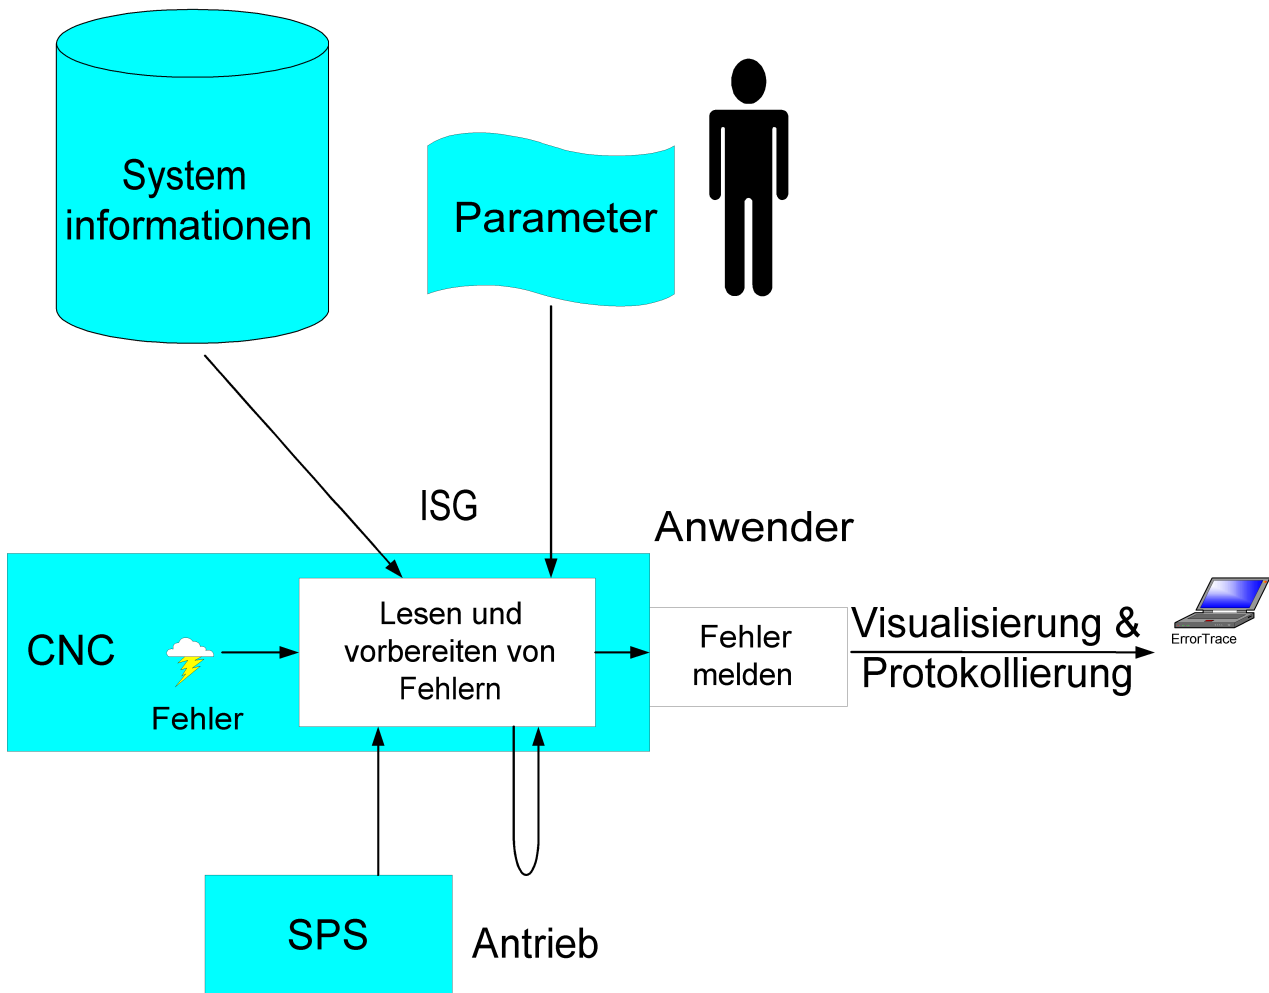 System
informationen
Parameter
ISG
Anwender
CNC
Fehler
Lesen und
vorbereiten von
Fehlern
Fehler
melden
Visualisierung &
Protokollierung
ErrorTrace
SPS
Antrieb